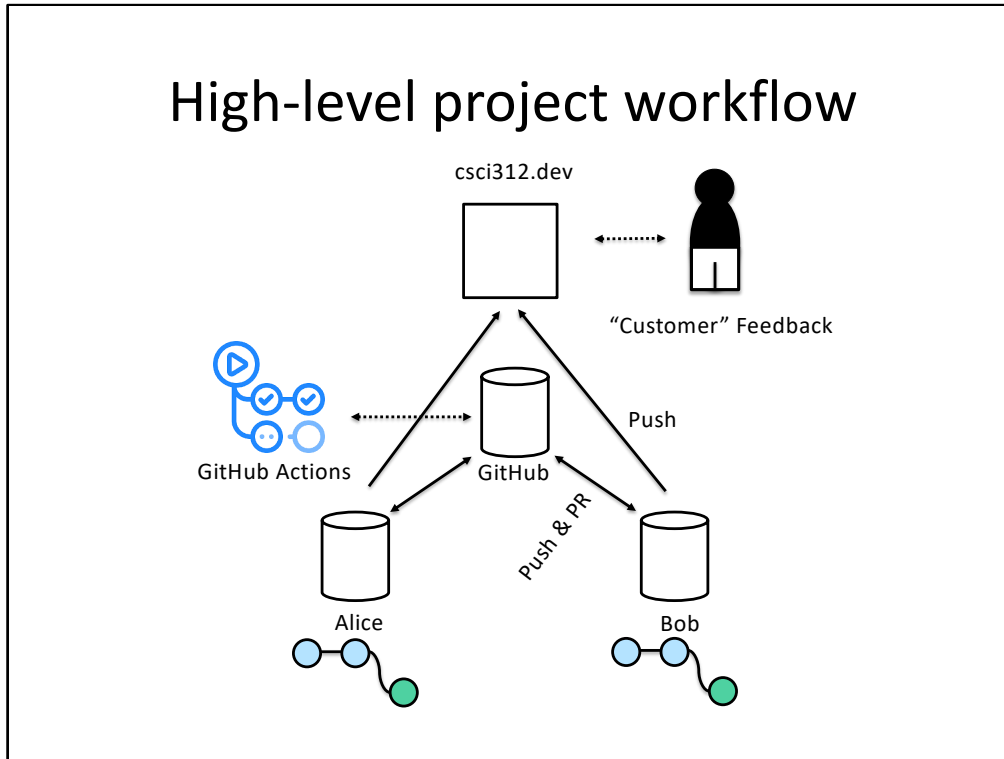 High-level project workflow
csci312.dev
“Customer” Feedback
Push
GitHub Actions
GitHub
Push & PR
Alice
Bob